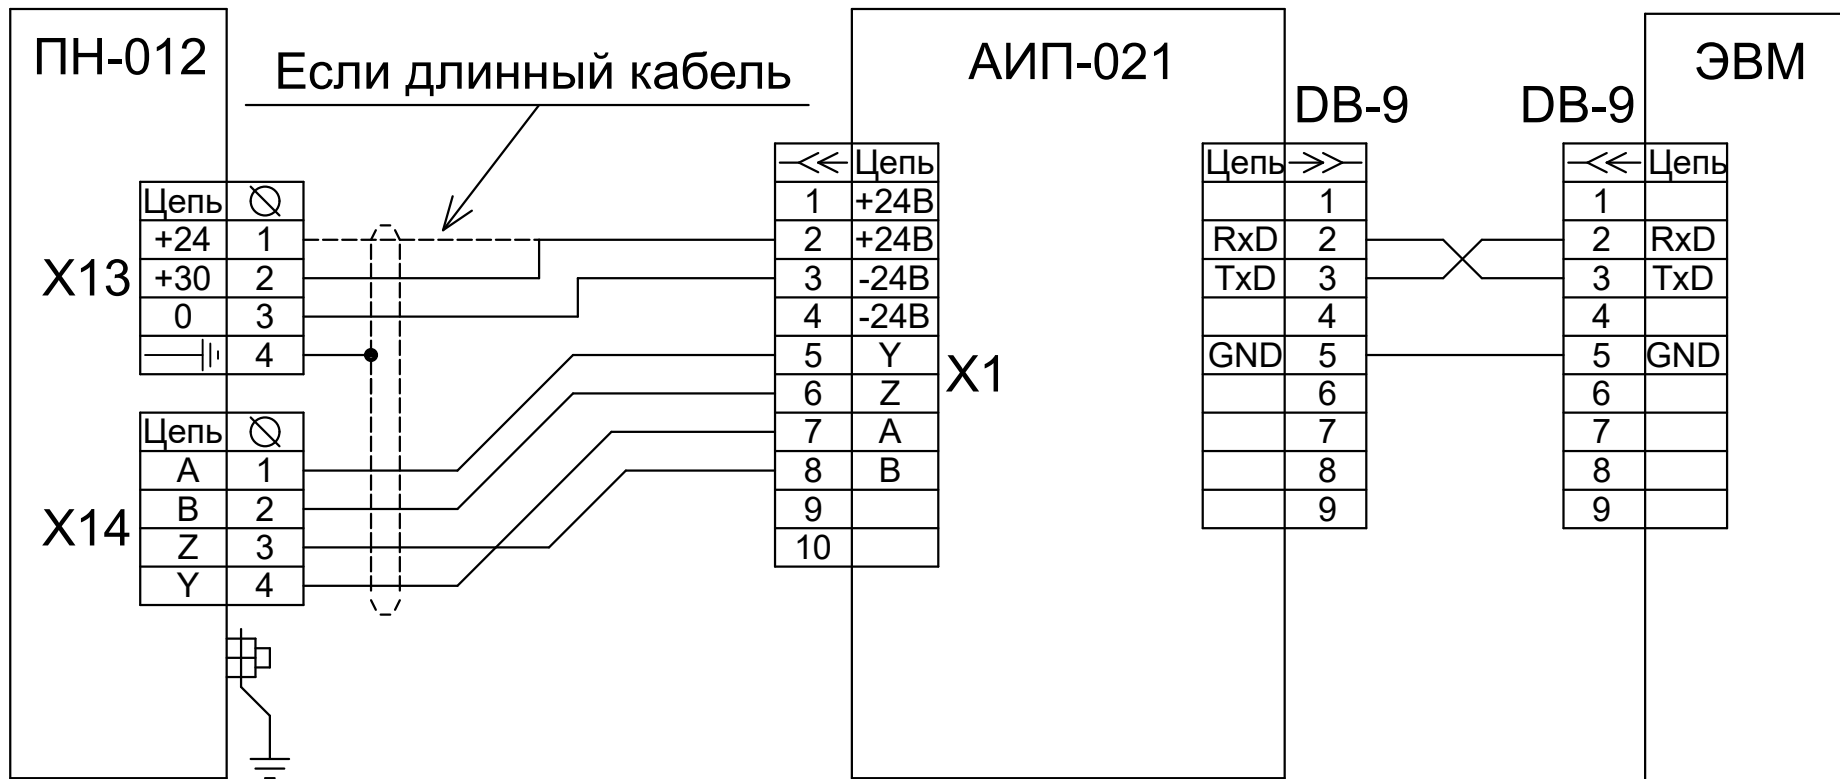 ПН-012
Если длинный кабель
АИП-021
ЭВМ
DB-9
DB-9
X13
Цепь
+24 1
+30 2
0 3
4
X14
Цепь
A 1
B 2
Z 3
Y 4
Цепь
1 +24В
2 +24В
3 -24В
4 -24В
5 Y
6 Z
7 A
8 B
9
10
X1
Цепь
1
RxD 2
TxD 3
4
GND 5
6
7
8
9
Цепь
1
2 RxD
3 TxD
4
5 GND
6
7
8
9